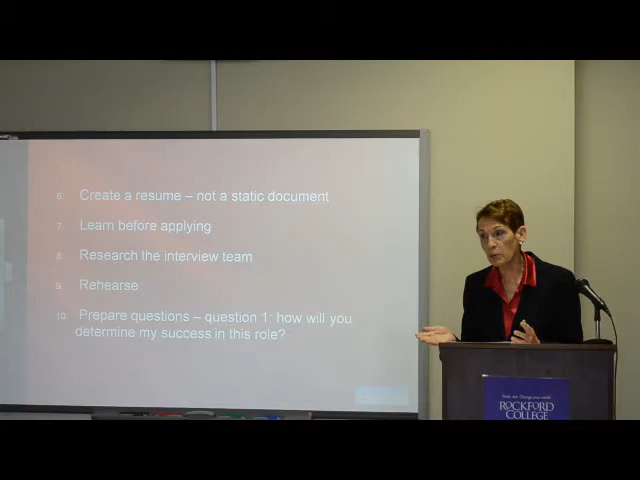 6. Create a resume – not a static document
7. Learn before applying
8. Research the interview team
9. Rehearse
10. Prepare questions – question 1: how will you
determine my success in this role?
ROCKFORD
COLLEGE